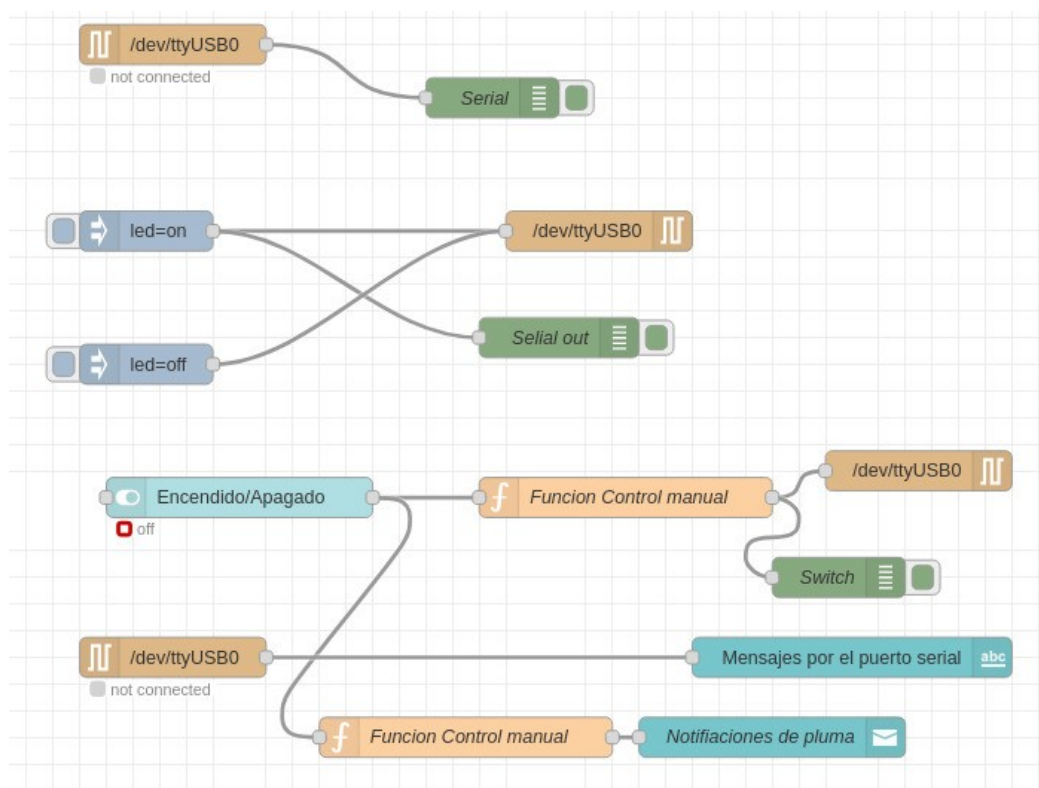 /dev/ttyUSB0
not connected
Serial
led=on
/dev/ttyUSB0
Selial out
led=off
/dev/ttyUSB0
Encendido/Apagado
Funcion Control manual
off
Switch
/dev/ttyUSB0
Mensajes por el puerto serial
abc
not connected
Funcion Control manual
Notifiaciones de pluma